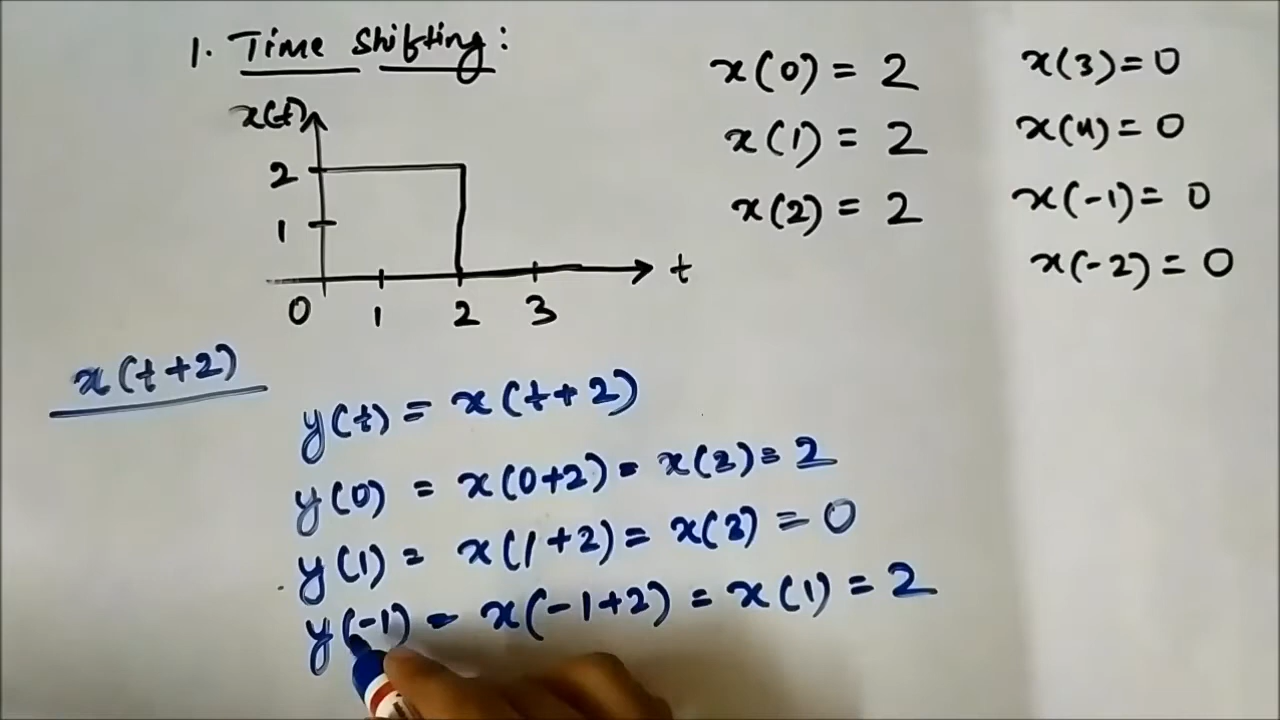 1. Time Shifting:
x(t)
2
1
0 1 2 3 t
x(0) = 2
x(1) = 2
x(2) = 2
x(3) = 0
x(4) = 0
x(-1) = 0
x(-2) = 0
x(t+2)
y(t) = x(t+2)
y(0) = x(0+2) = x(2) = 2
y(1) = x(1+2) = x(3) = 0
y(-1) = x(-1+2) = x(1) = 2